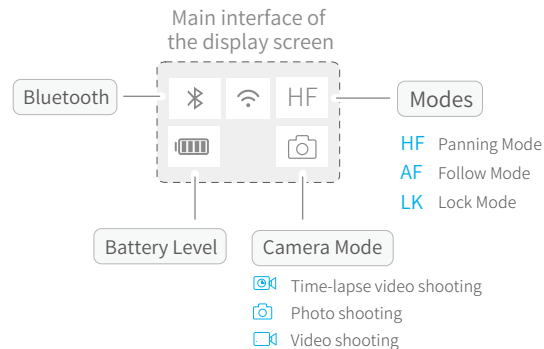 Main interface of
the display screen
Bluetooth
HF
Modes
HF Panning Mode
AF Follow Mode
LK Lock Mode
Battery Level
Camera Mode
Time-lapse video shooting
Photo shooting
Video shooting